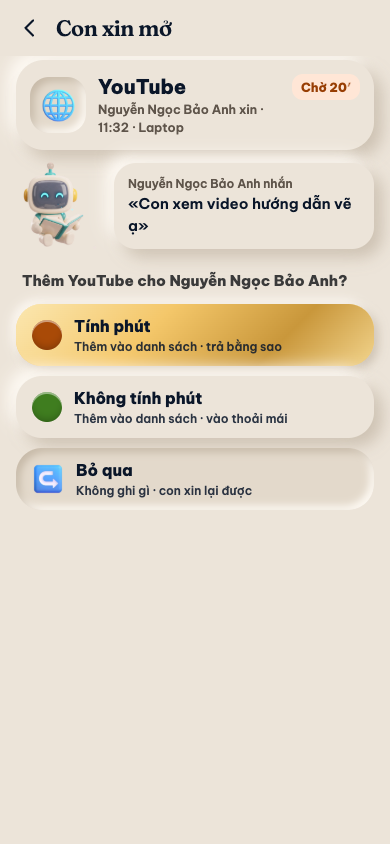 Con xin mở
YouTube
Chờ 20′
Nguyễn Ngọc Bảo Anh xin ·
11:32 · Laptop
Nguyễn Ngọc Bảo Anh nhắn
«Con xem video hướng dẫn vẽ
ạ»
Thêm YouTube cho Nguyễn Ngọc Bảo Anh?
Tính phút
Thêm vào danh sách · trả bằng sao
Không tính phút
Thêm vào danh sách · vào thoải mái
Bỏ qua
Không ghi gì · con xin lại được